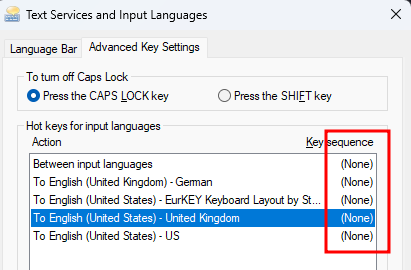 Text Services and Input Languages
Language Bar
Advanced Key Settings
To turn off Caps Lock
Press the CAPS LOCK key
Press the SHIFT key
Hot keys for input languages
Action Key sequence
Between input languages (None)
To English (United Kingdom) - German (None)
To English (United States) - EurKEY Keyboard Layout by St... (None)
To English (United States) - United Kingdom (None)
To English (United States) - US (None)